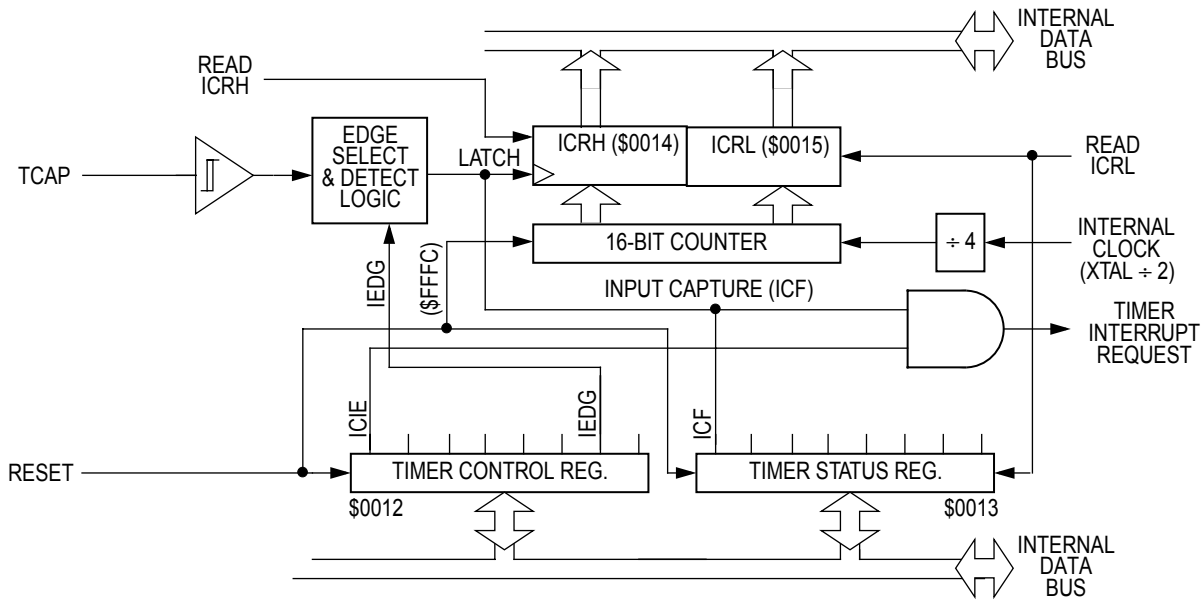 INTERNAL
DATA
BUS
READ
ICRH
EDGE
SELECT
& DETECT
LOGIC
ICRH ($0014)
ICRL ($0015)
LATCH
READ
ICRL
TCAP
16-BIT COUNTER
÷ 4
INTERNAL
CLOCK
(XTAL ÷ 2)
IEDG
($FFFC)
INPUT CAPTURE (ICF)
TIMER
INTERRUPT
REQUEST
ICIE
IEDG
ICF
RESET
TIMER CONTROL REG.
TIMER STATUS REG.
$0012
$0013
INTERNAL
DATA
BUS